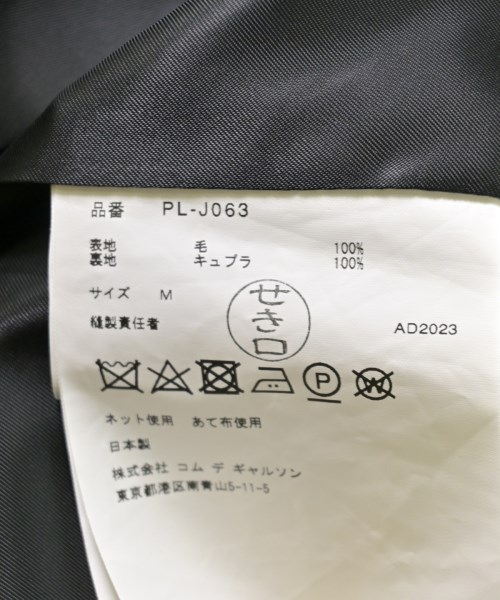 品番 PL-J063
表地 毛 100%
裏地 キュプラ 100%
サイズ M
せき口
縫製責任者
AD2023
P W
ネット使用 あて布使用
日本製
株式会社 コム デ ギャルソン
東京都港区南青山5-11-5